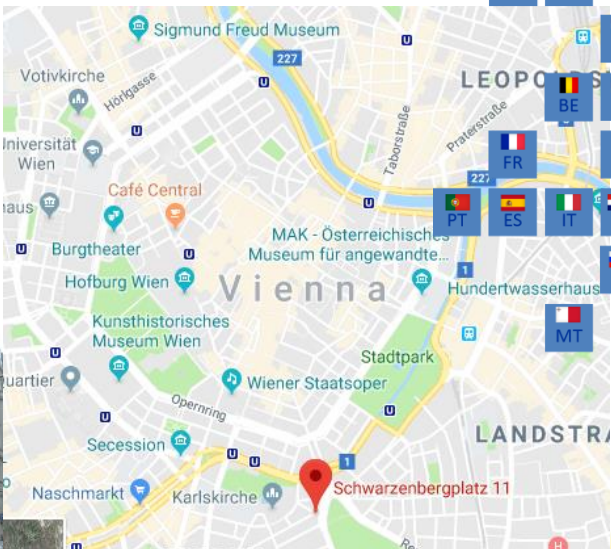 Sigmund Freud Museum
227
Votivkirche
Hörlgasse
LEOPO
BE
Universität
Wien
Taborstraße
Praterstraße
FR
227
Café Central
PT
ES
IT
Burgtheater
MAK - Österreichisches
Museum für angewandte...
1
Hofburg Wien
Vienna
Hundertwasserhaus
Kunsthistorisches
Museum Wien
MT
Stadtpark
uartier
Wiener Staatsoper
Opernring
LANDSTRA
Secession
1
Naschmarkt
Karlskirche
Schwarzenbergplatz 11
H